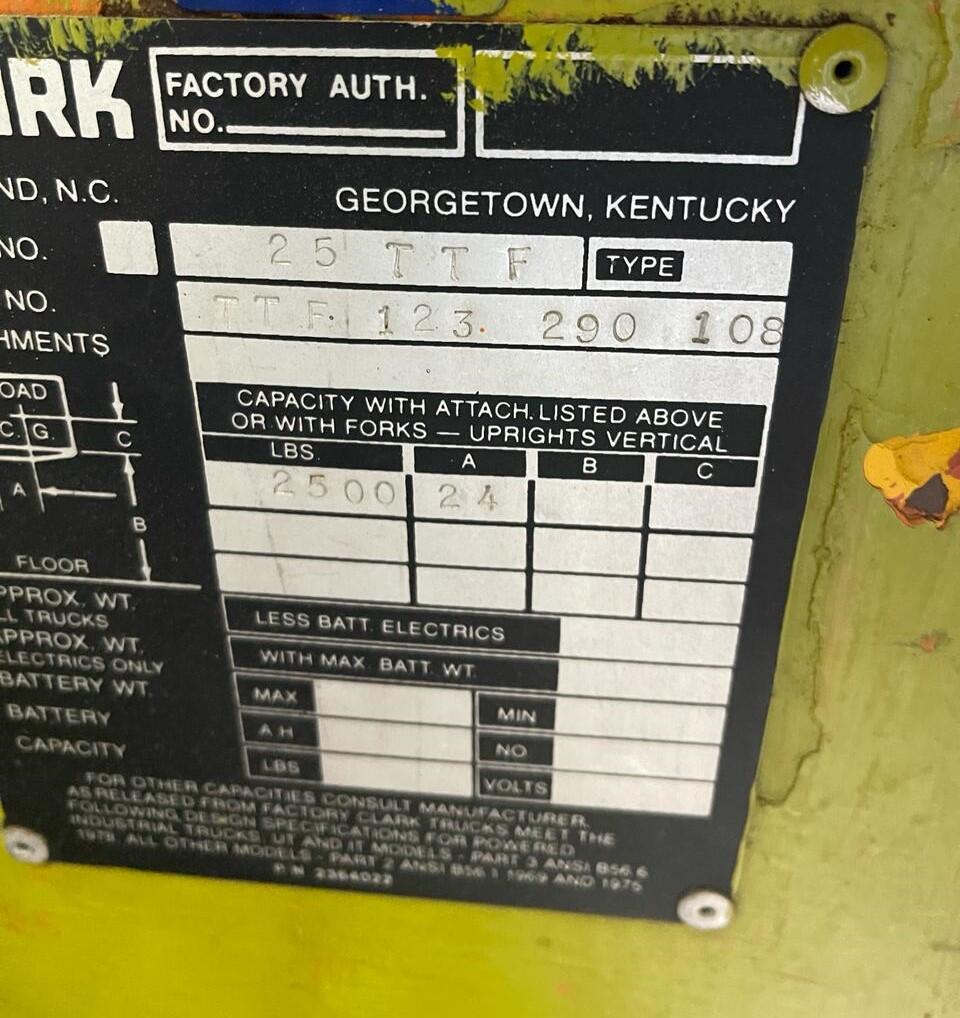 ARK
FACTORY AUTH.
NO.
ND, N.C.
GEORGETOWN, KENTUCKY
NO.
25 TTF
TYPE
NO.
TTF. 123. 290 108
HMENTS
CAPACITY WITH ATTACH. LISTED ABOVE
OR WITH FORKS — UPRIGHTS VERTICAL
LBS. A B C
2500 24
OAD
C. G. C
A
B
FLOOR
PPROX. WT.
LL TRUCKS
LESS BATT. ELECTRICS
APPROX. WT.
ELECTRICS ONLY
WITH MAX. BATT. WT.
BATTERY WT.
MAX MIN
BATTERY
A.H NO
CAPACITY
LBS VOLTS
FOR OTHER CAPACITIES CONSULT MANUFACTURER.
AS RELEASED FROM FACTORY CLARK TRUCKS MEET THE
FOLLOWING DESIGN SPECIFICATIONS FOR POWERED
INDUSTRIAL TRUCKS, UT AND IT MODELS - PART 3 ANSI B56.6
1978. ALL OTHER MODELS - PART 2 ANSI B56.1 1969 AND 1975
P/N 2364022